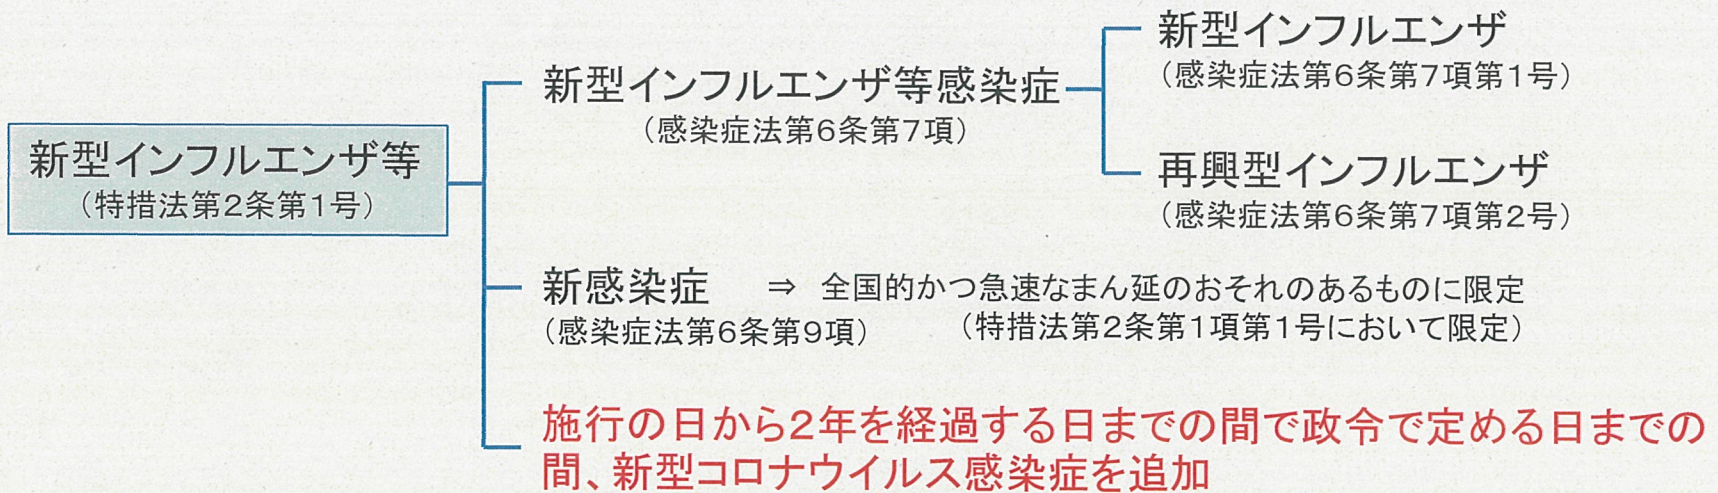 新型インフルエンザ等
（特措法第2条第1号）
新型インフルエンザ等感染症
（感染症法第6条第7項）
新型インフルエンザ
（感染症法第6条第7項第1号）
再興型インフルエンザ
（感染症法第6条第7項第2号）
新感染症　⇒　全国的かつ急速なまん延のおそれのあるものに限定
（感染症法第6条第9項）　（特措法第2条第1項第1号において限定）
施行の日から2年を経過する日までの間で政令で定める日までの
間、新型コロナウイルス感染症を追加